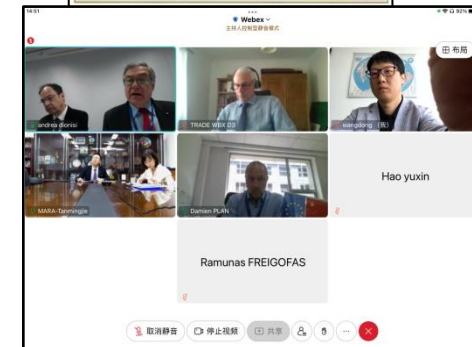 14:51
Webex
92%
主持人控制型静音模式
布局
andrea dionisi
TRADE WBX D3
wangdong (我)
MARA-Tanmingjie
Damien PLAN
Hao yuxin
Ramunas FREIGOFAS
取消静音
停止视频
共享